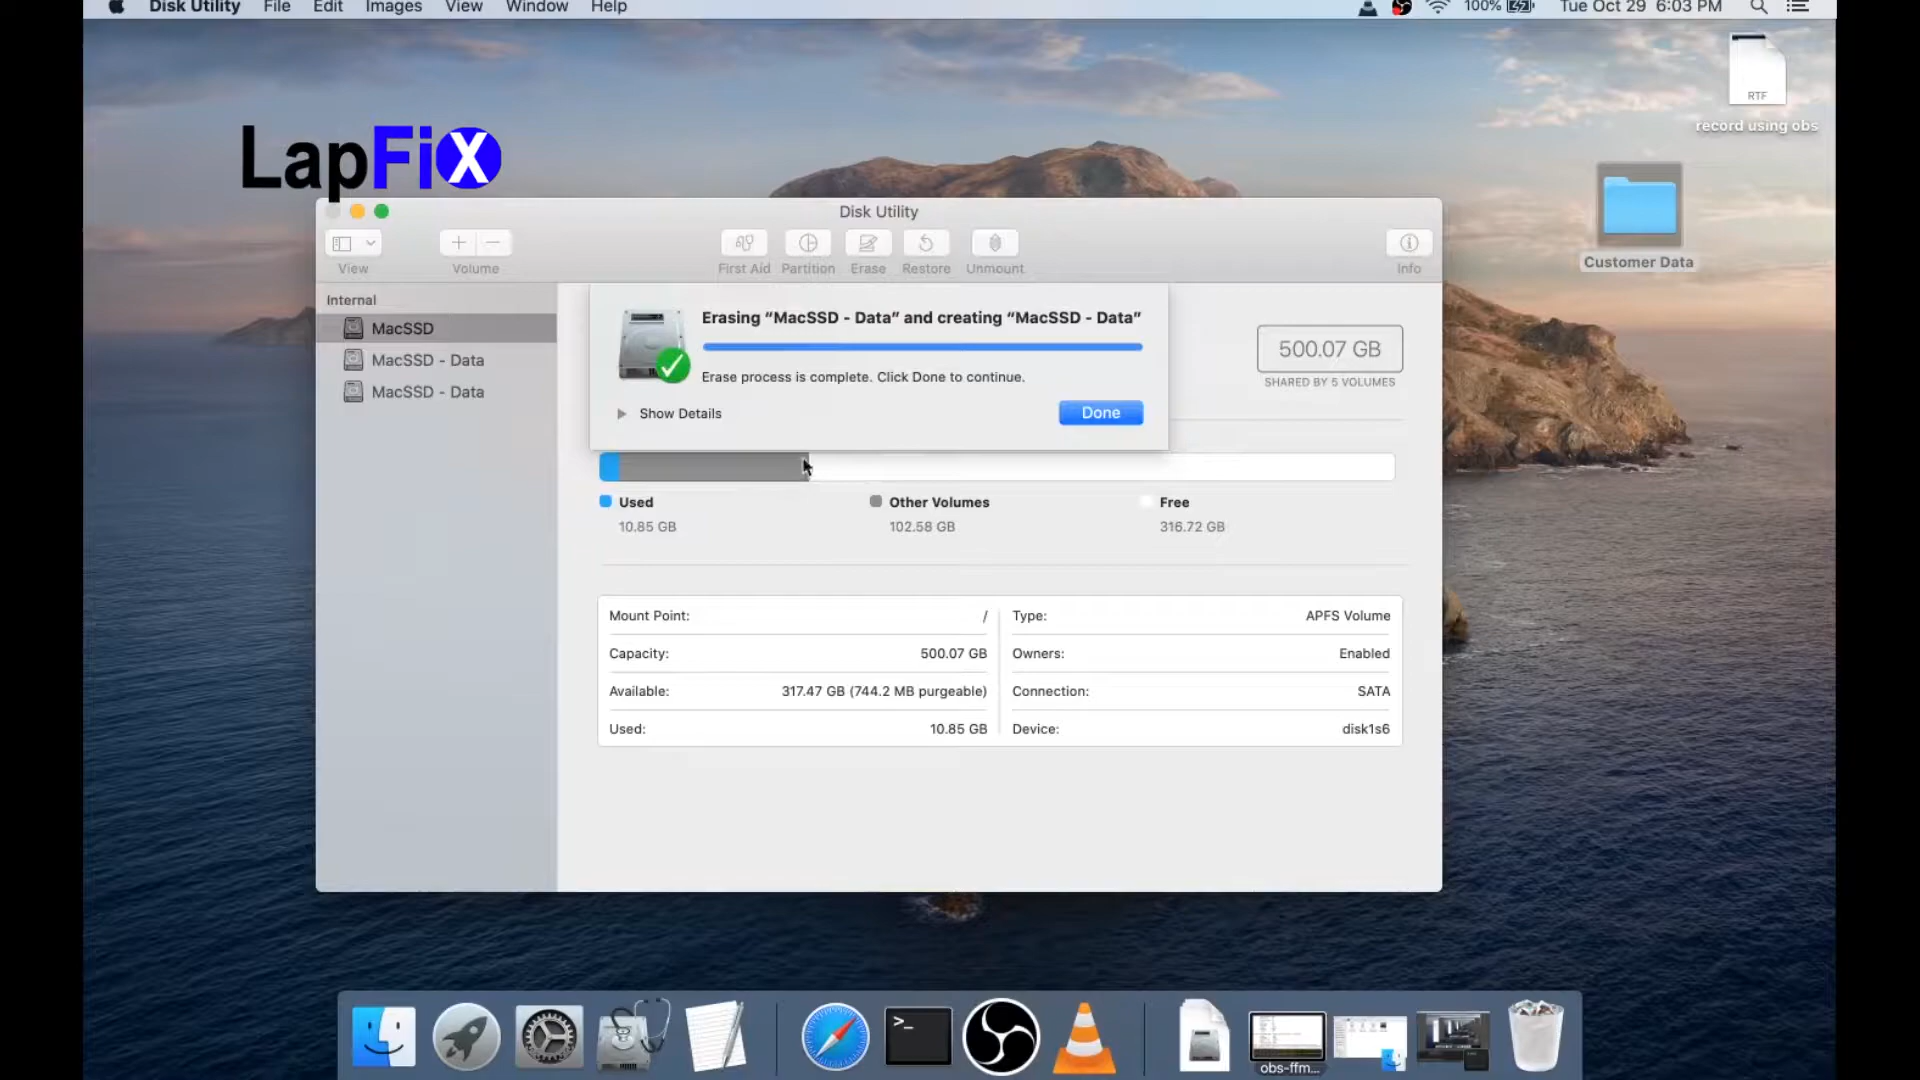 Disk Utility File Edit Images View Window Help
100% Tue Oct 29 6:03 PM
RTF
record using obs
LapFiX
Customer Data
Disk Utility
View
Volume
First Aid Partition Erase Restore Unmount
Info
Internal
MacSSD
MacSSD - Data
MacSSD - Data
Erasing “MacSSD - Data” and creating “MacSSD - Data”
Erase process is complete. Click Done to continue.
Show Details
Done
500.07 GB
SHARED BY 5 VOLUMES
Used
10.85 GB
Other Volumes
102.58 GB
Free
316.72 GB
Mount Point: /
Capacity: 500.07 GB
Available: 317.47 GB (744.2 MB purgeable)
Used: 10.85 GB
Type: APFS Volume
Owners: Enabled
Connection: SATA
Device: disk1s6
>_
obs-ffm...